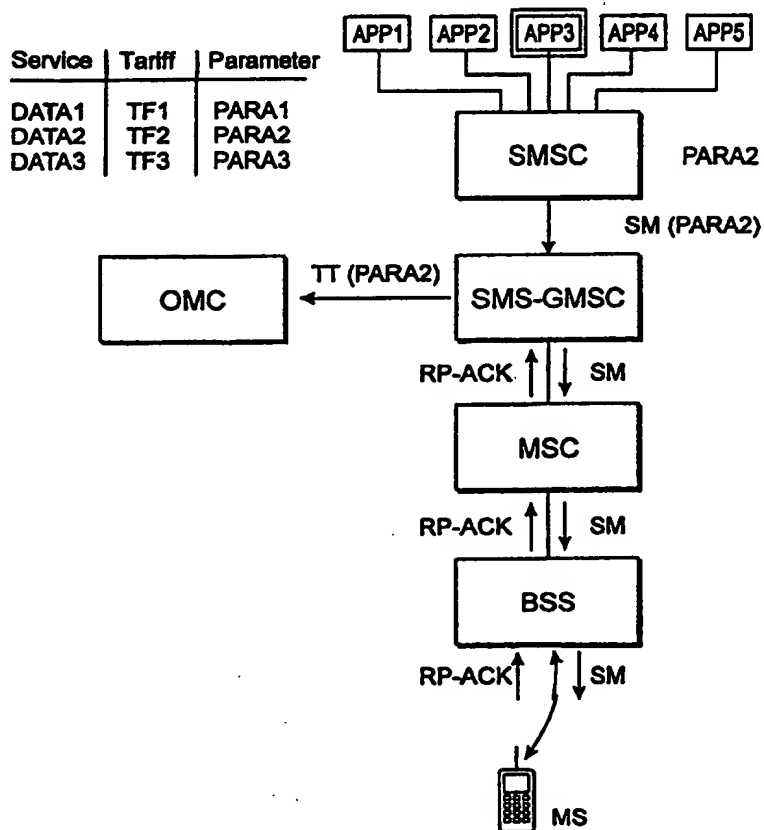 APP1 APP2 APP3 APP4 APP5
Service Tariff Parameter
DATA1 TF1 PARA1
DATA2 TF2 PARA2
DATA3 TF3 PARA3
SMSC PARA2
SM (PARA2)
OMC TT (PARA2) SMS-GMSC
RP-ACK SM
MSC
RP-ACK SM
BSS
RP-ACK SM
MS